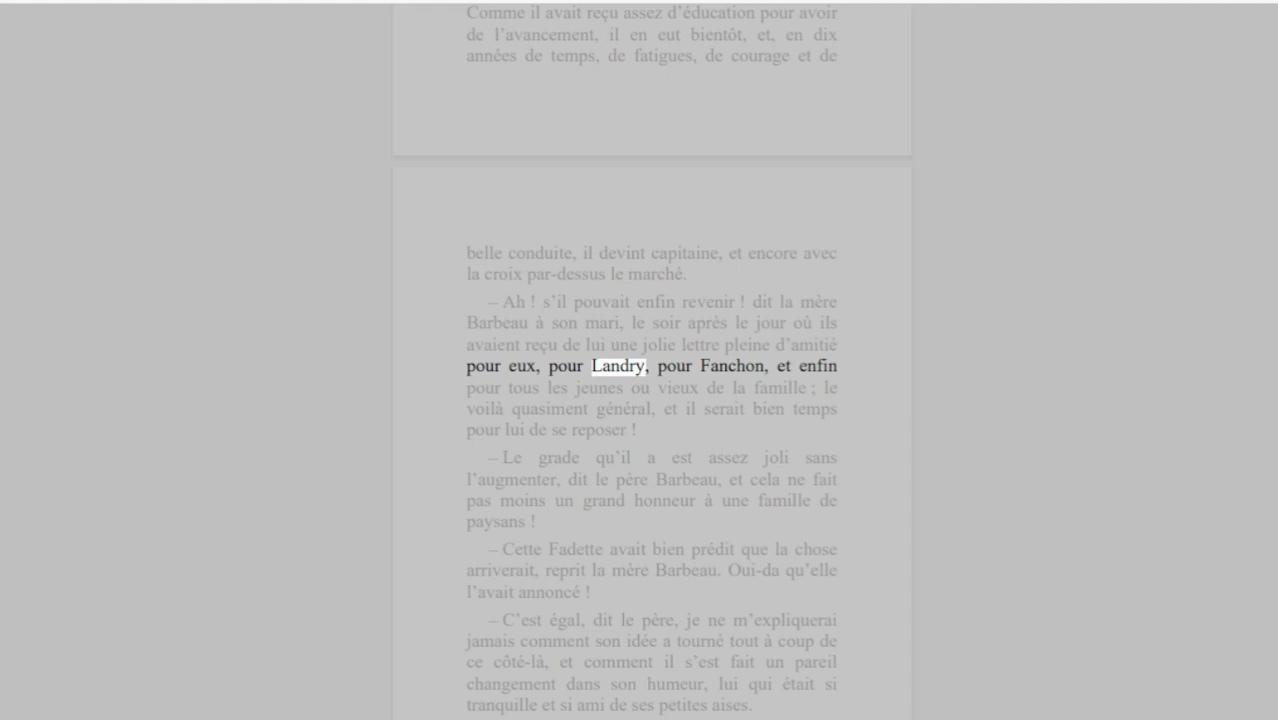 Comme il avait reçu assez d’éducation pour avoir
de l’avancement, il en eut bientôt, et, en dix
années de temps, de fatigues, de courage et de
belle conduite, il devint capitaine, et encore avec
la croix par-dessus le marché.
– Ah ! s’il pouvait enfin revenir ! dit la mère
Barbeau à son mari, le soir après le jour où ils
avaient reçu de lui une jolie lettre pleine d’amitié
pour eux, pour Landry, pour Fanchon, et enfin
pour tous les jeunes ou vieux de la famille ; le
voilà quasiment général, et il serait bien temps
pour lui de se reposer !
– Le grade qu’il a est assez joli sans
l’augmenter, dit le père Barbeau, et cela ne fait
pas moins un grand honneur à une famille de
paysans !
– Cette Fadette avait bien prédit que la chose
arriverait, reprit la mère Barbeau. Oui-da qu’elle
l’avait annoncé !
– C’est égal, dit le père, je ne m’expliquerai
jamais comment son idée a tourné tout à coup de
ce côté-là, et comment il s’est fait un pareil
changement dans son humeur, lui qui était si
tranquille et si ami de ses petites aises.